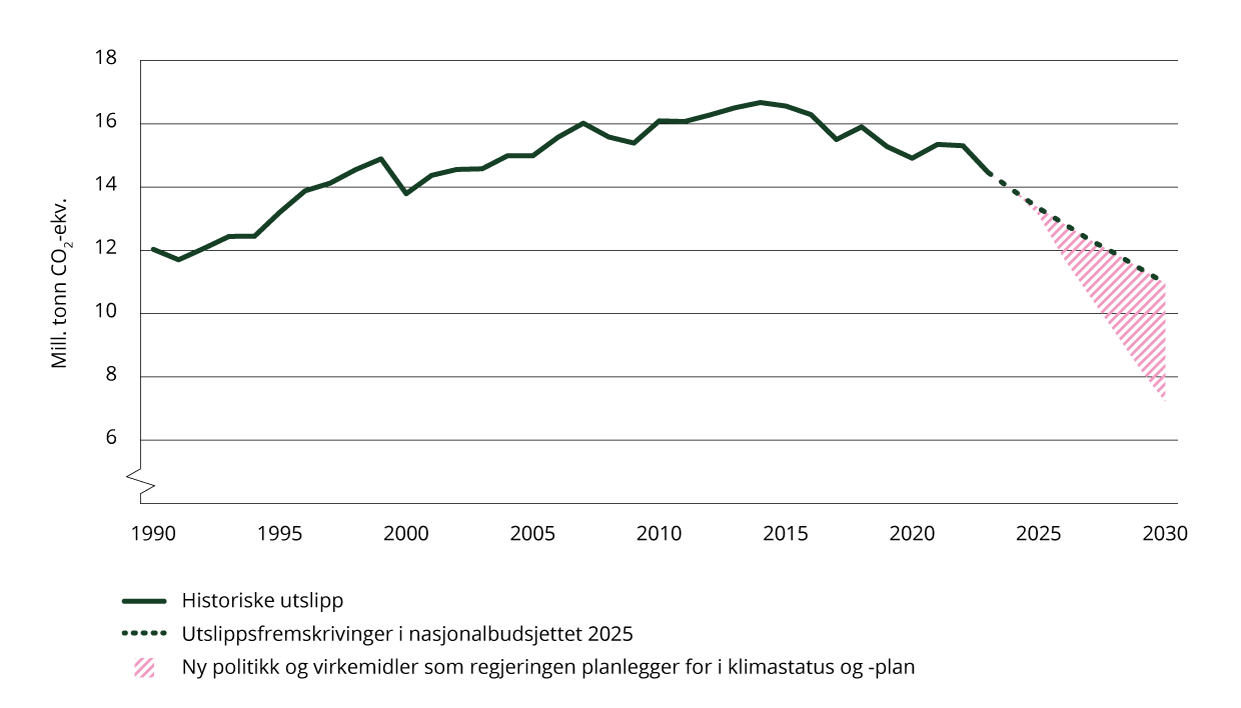 18
16
14
12
10
8
6
Mill. tonn CO₂-ekv.
1990 1995 2000 2005 2010 2015 2020 2025 2030
Historiske utslipp
Utslippsfremskrivinger i nasjonalbudsjettet 2025
Ny politikk og virkemidler som regjeringen planlegger for i klimastatus og -plan